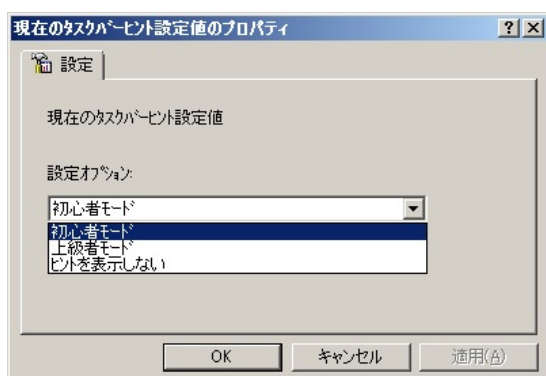 現在のﾀｽｸﾊﾞｰﾋﾝﾄ設定値のﾌﾟﾛﾊﾟﾃｨ
設定
現在のﾀｽｸﾊﾞｰﾋﾝﾄ設定値
設定ｵﾌﾟｼｮﾝ:
初心者ﾓｰﾄﾞ
初心者ﾓｰﾄﾞ
上級者ﾓｰﾄﾞ
ﾋﾝﾄを表示しない
OK キャンセル 適用(A)